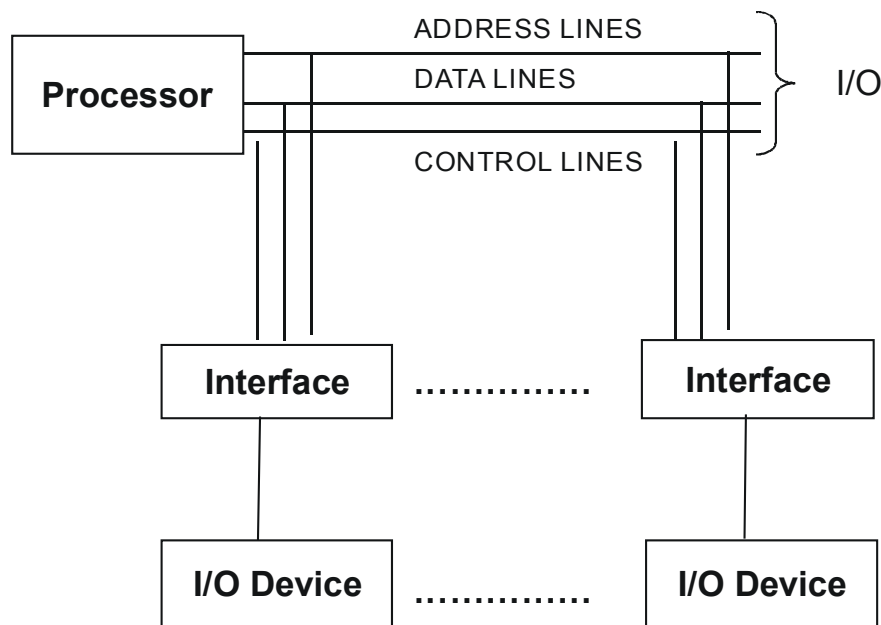 ADDRESS LINES
Processor
DATA LINES
I/O
CONTROL LINES
Interface ............... Interface
I/O Device ............... I/O Device